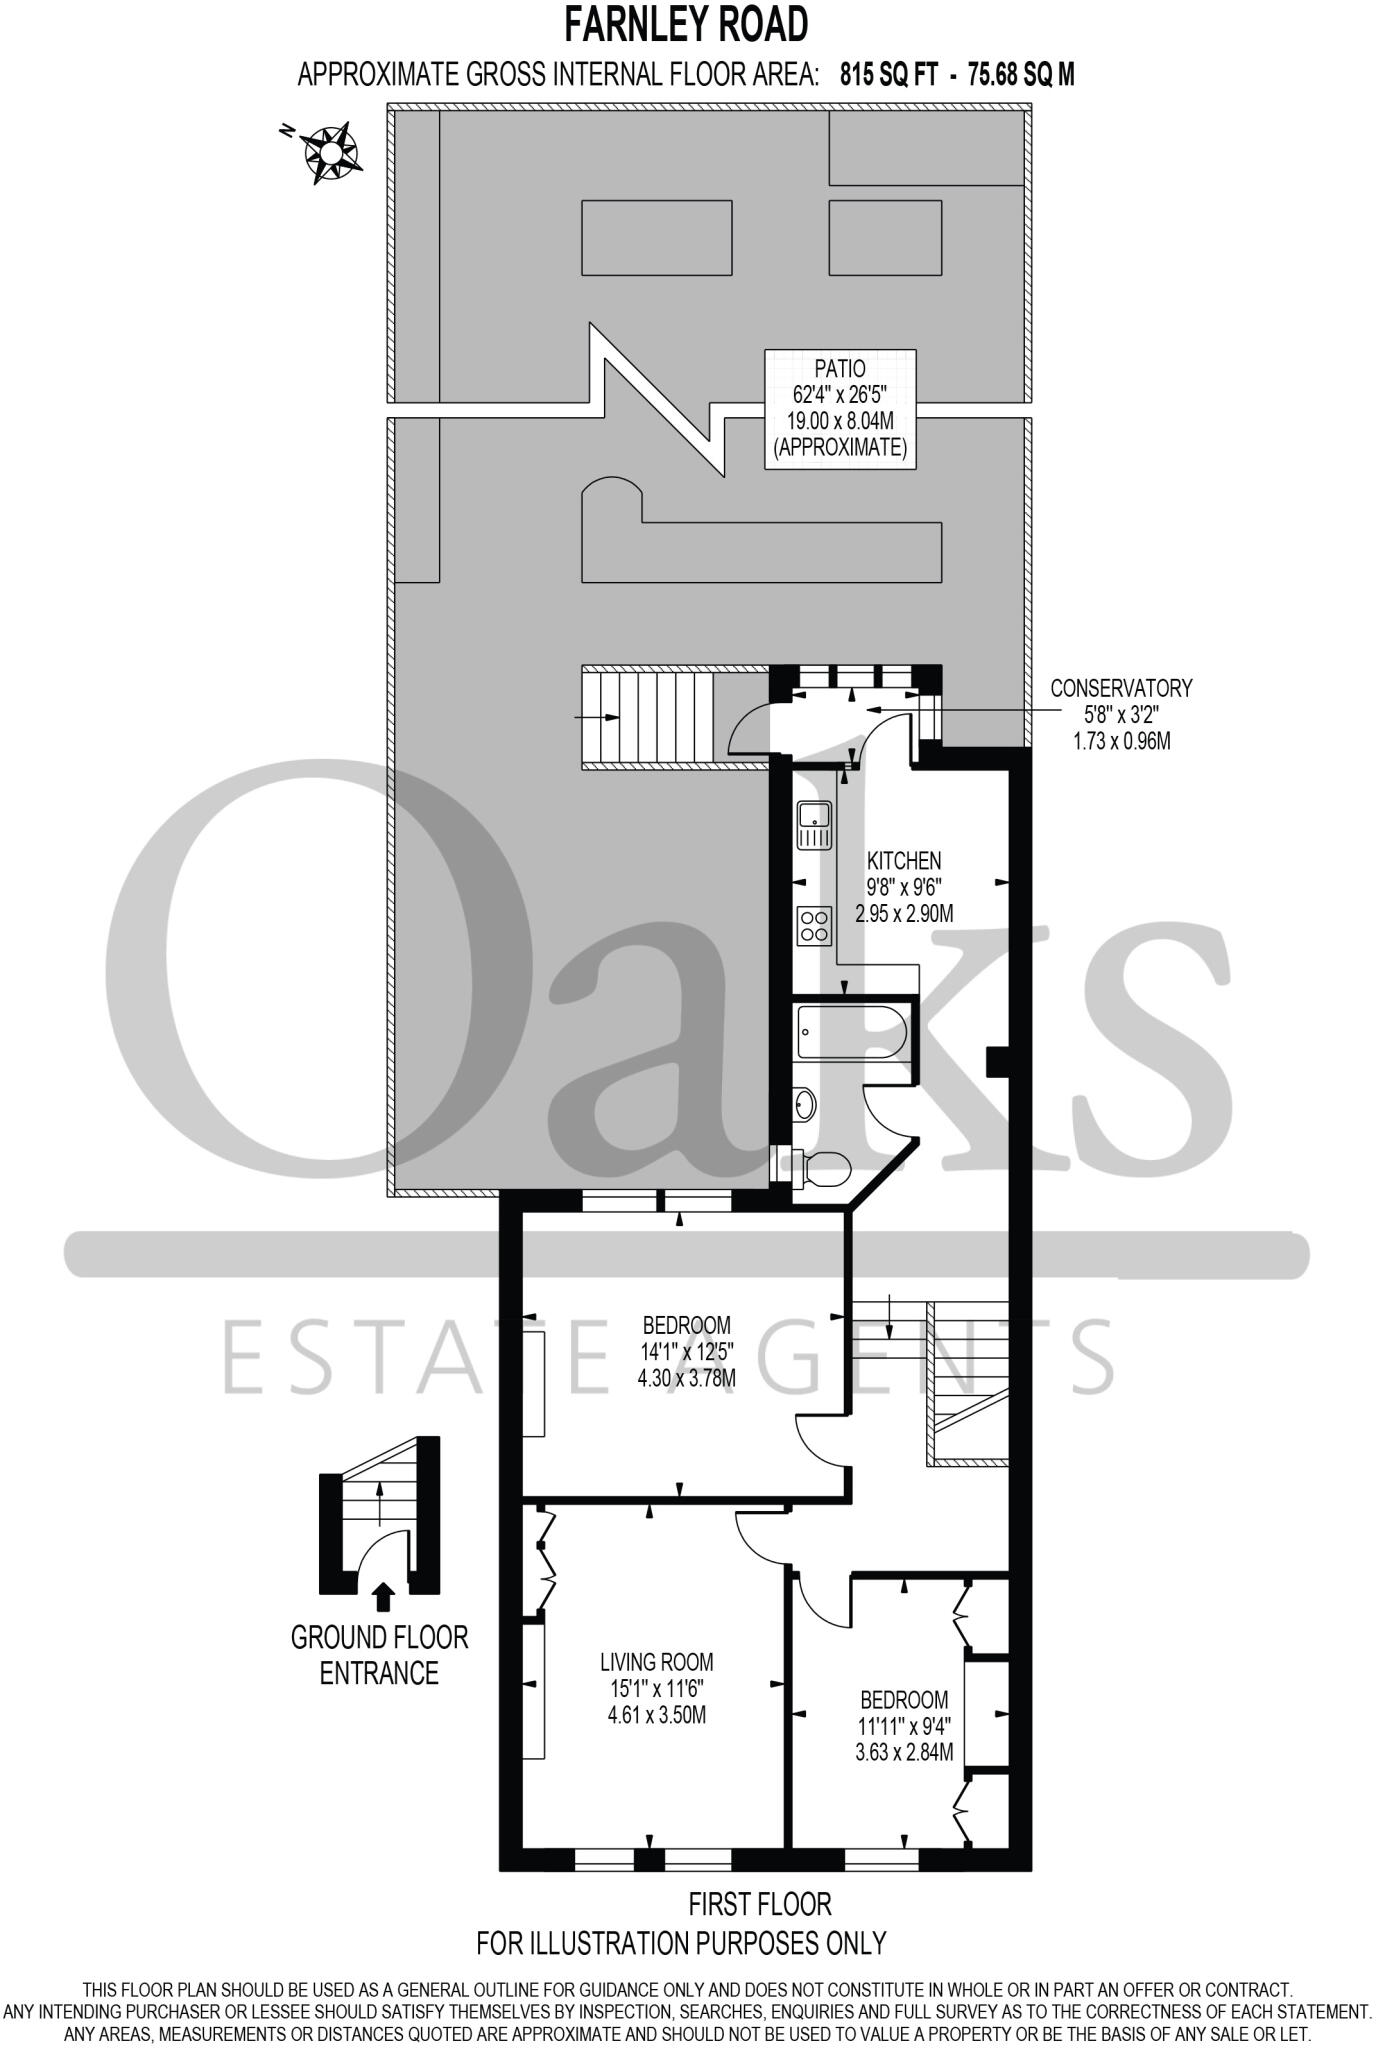 FARNLEY ROAD
APPROXIMATE GROSS INTERNAL FLOOR AREA: 815 SQ FT - 75.68 SQ M
N
PATIO
62'4" x 26'5"
19.00 x 8.04M
(APPROXIMATE)
CONSERVATORY
5'8" x 3'2"
1.73 x 0.96M
KITCHEN
9'8" x 9'6"
2.95 x 2.90M
Oaks
ESTATE AGENTS
BEDROOM
14'1" x 12'5"
4.30 x 3.78M
GROUND FLOOR
ENTRANCE
LIVING ROOM
15'1" x 11'6"
4.61 x 3.50M
BEDROOM
11'11" x 9'4"
3.63 x 2.84M
FIRST FLOOR
FOR ILLUSTRATION PURPOSES ONLY
THIS FLOOR PLAN SHOULD BE USED AS A GENERAL OUTLINE FOR GUIDANCE ONLY AND DOES NOT CONSTITUTE IN WHOLE OR IN PART AN OFFER OR CONTRACT.
ANY INTENDING PURCHASER OR LESSEE SHOULD SATISFY THEMSELVES BY INSPECTION, SEARCHES, ENQUIRIES AND FULL SURVEY AS TO THE CORRECTNESS OF EACH STATEMENT.
ANY AREAS, MEASUREMENTS OR DISTANCES QUOTED ARE APPROXIMATE AND SHOULD NOT BE USED TO VALUE A PROPERTY OR BE THE BASIS OF ANY SALE OR LET.